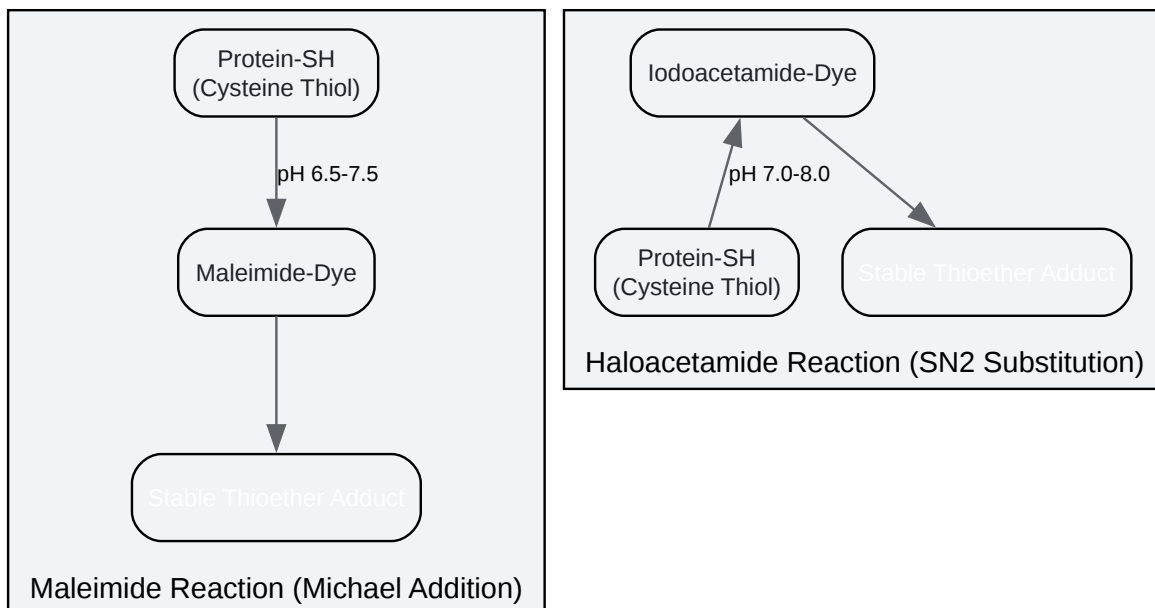 Protein-SH
(Cysteine Thiol)
pH 6.5-7.5
Maleimide-Dye
Stable Thioether Adduct
Maleimide Reaction (Michael Addition)
Iodoacetamide-Dye
pH 7.0-8.0
Protein-SH
(Cysteine Thiol)
Stable Thioether Adduct
Haloacetamide Reaction (SN2 Substitution)